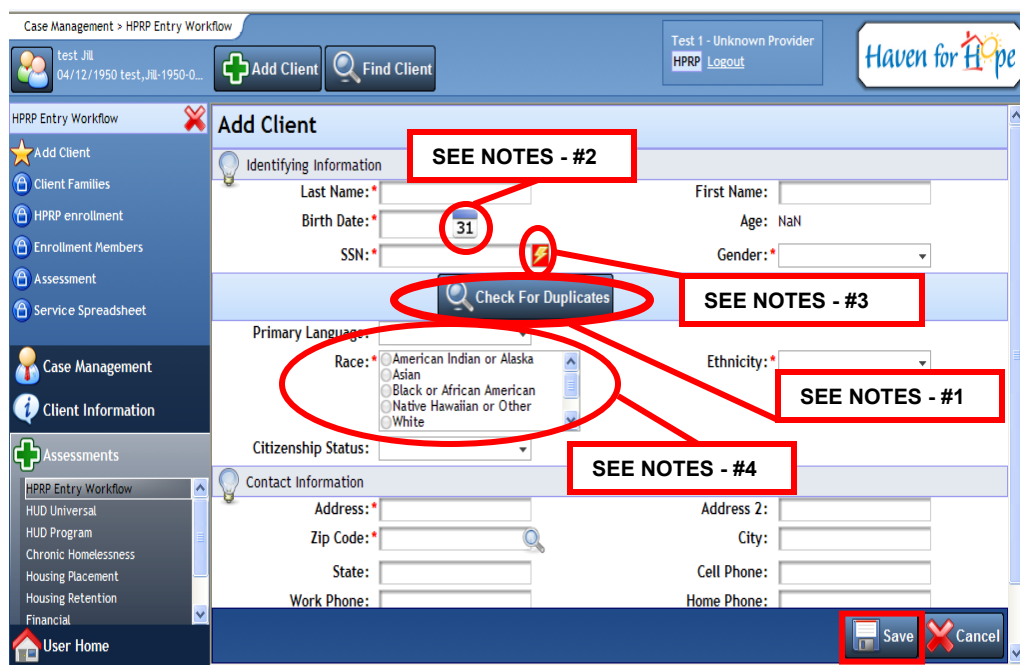 Case Management > HPRP Entry Workflow
test Jill
04/12/1950 test,Jill-1950-0...
Add Client
Find Client
Test 1 - Unknown Provider
HPRP Logout
Haven for Hope
HPRP Entry Workflow
Add Client
Client Families
HPRP enrollment
Enrollment Members
Assessment
Service Spreadsheet
Case Management
Client Information
Assessments
HPRP Entry Workflow
HUD Universal
HUD Program
Chronic Homelessness
Housing Placement
Housing Retention
Financial
User Home
Add Client
SEE NOTES - #2
Identifying Information
Last Name:*
First Name:
Birth Date:*
31
Age: NaN
SSN:*
Gender:*
Check For Duplicates
SEE NOTES - #3
Primary Language:
Race:*
American Indian or Alaska
Asian
Black or African American
Native Hawaiian or Other
White
Ethnicity:*
SEE NOTES - #1
Citizenship Status:
SEE NOTES - #4
Contact Information
Address:*
Address 2:
Zip Code:*
City:
State:
Cell Phone:
Work Phone:
Home Phone:
Save
Cancel